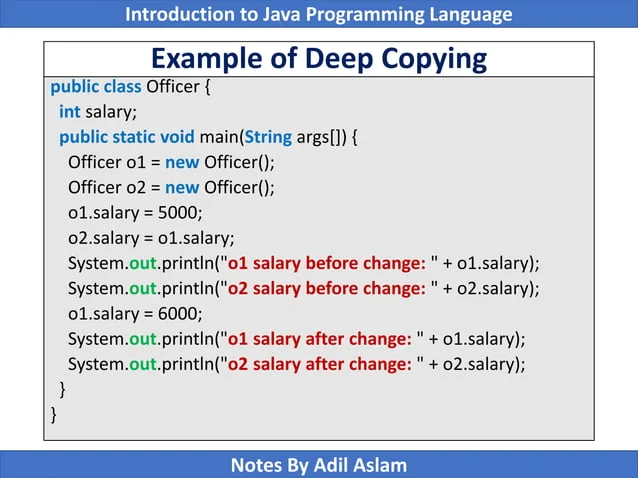 Introduction to Java Programming Language
Example of Deep Copying
public class Officer {
int salary;
public static void main(String args[]) {
Officer o1 = new Officer();
Officer o2 = new Officer();
o1.salary = 5000;
o2.salary = o1.salary;
System.out.println("o1 salary before change: " + o1.salary);
System.out.println("o2 salary before change: " + o2.salary);
o1.salary = 6000;
System.out.println("o1 salary after change: " + o1.salary);
System.out.println("o2 salary after change: " + o2.salary);
}
}
Notes By Adil Aslam